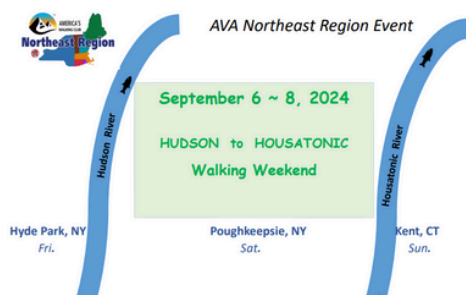 AVA Northeast Region Event
AMERICA'S
WALKING CLUB
Northeast Region
September 6 ~ 8, 2024
HUDSON to HOUSATONIC
Walking Weekend
Hudson River
Housatonic River
Hyde Park, NY
Fri.
Poughkeepsie, NY
Sat.
Kent, CT
Sun.